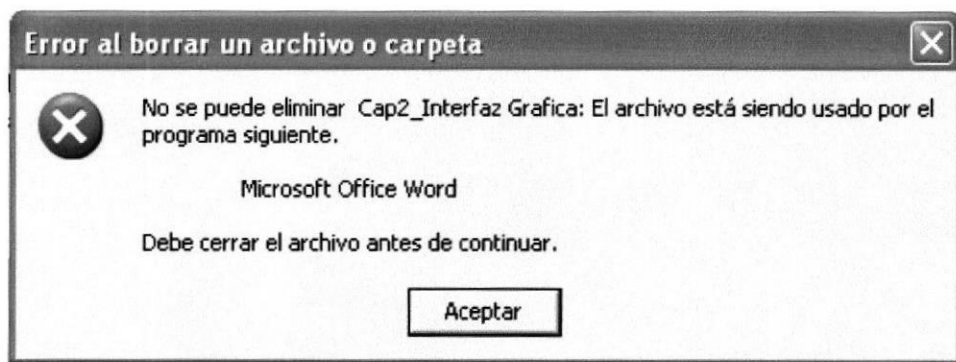 Error al borrar un archivo o carpeta
No se puede eliminar Cap2_Interfaz Grafica: El archivo está siendo usado por el
programa siguiente.
Microsoft Office Word
Debe cerrar el archivo antes de continuar.
Aceptar